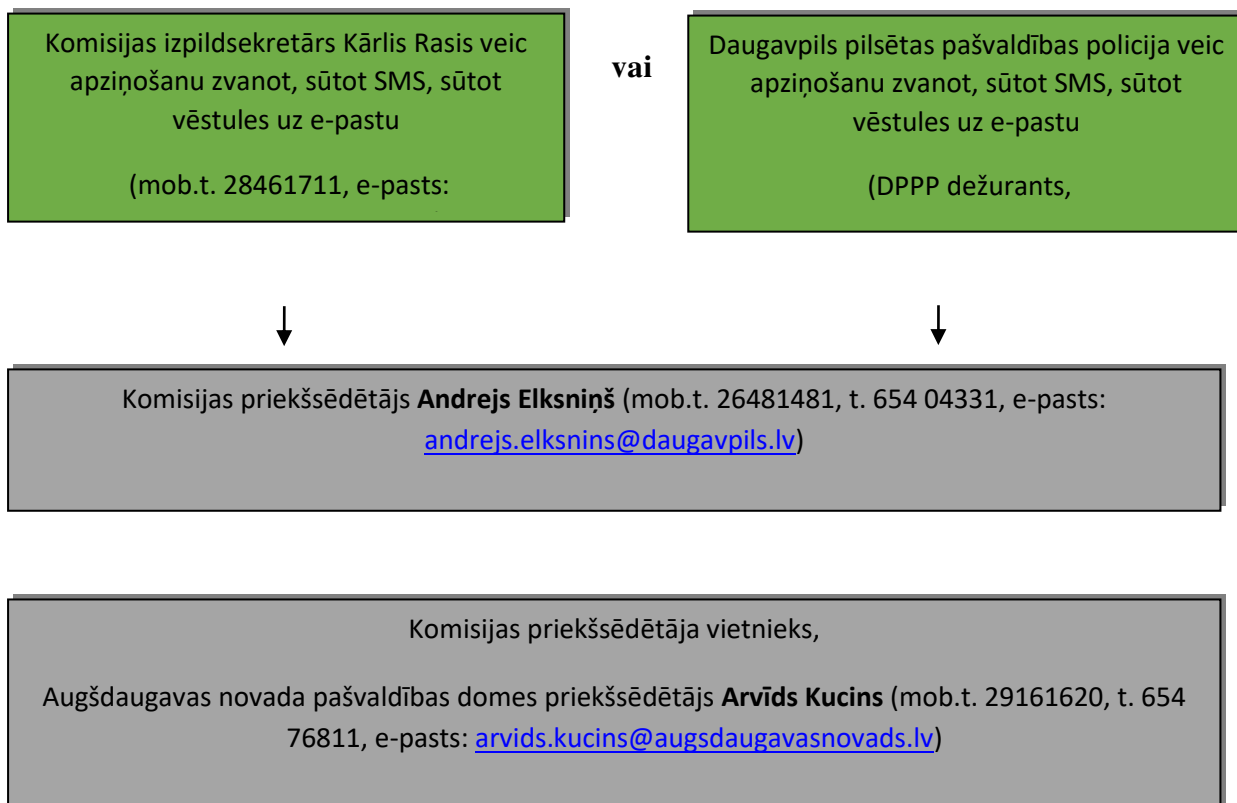 Komisijas izpildsekretārs Kārlis Rasis veic
apziņošanu zvanot, sūtot SMS, sūtot
vēstules uz e-pastu
(mob.t. 28461711, e-pasts:
vai
Daugavpils pilsētas pašvaldības policija veic
apziņošanu zvanot, sūtot SMS, sūtot
vēstules uz e-pastu
(DPPP dežurants,
Komisijas priekšsēdētājs Andrejs Elksniņš (mob.t. 26481481, t. 654 04331, e-pasts:
andrejs.elksnins@daugavpils.lv)
Komisijas priekšsēdētāja vietnieks,
Augšdaugavas novada pašvaldības domes priekšsēdētājs Arvīds Kucins (mob.t. 29161620, t. 654
76811, e-pasts: arvids.kucins@augsdaugavasnovads.lv)